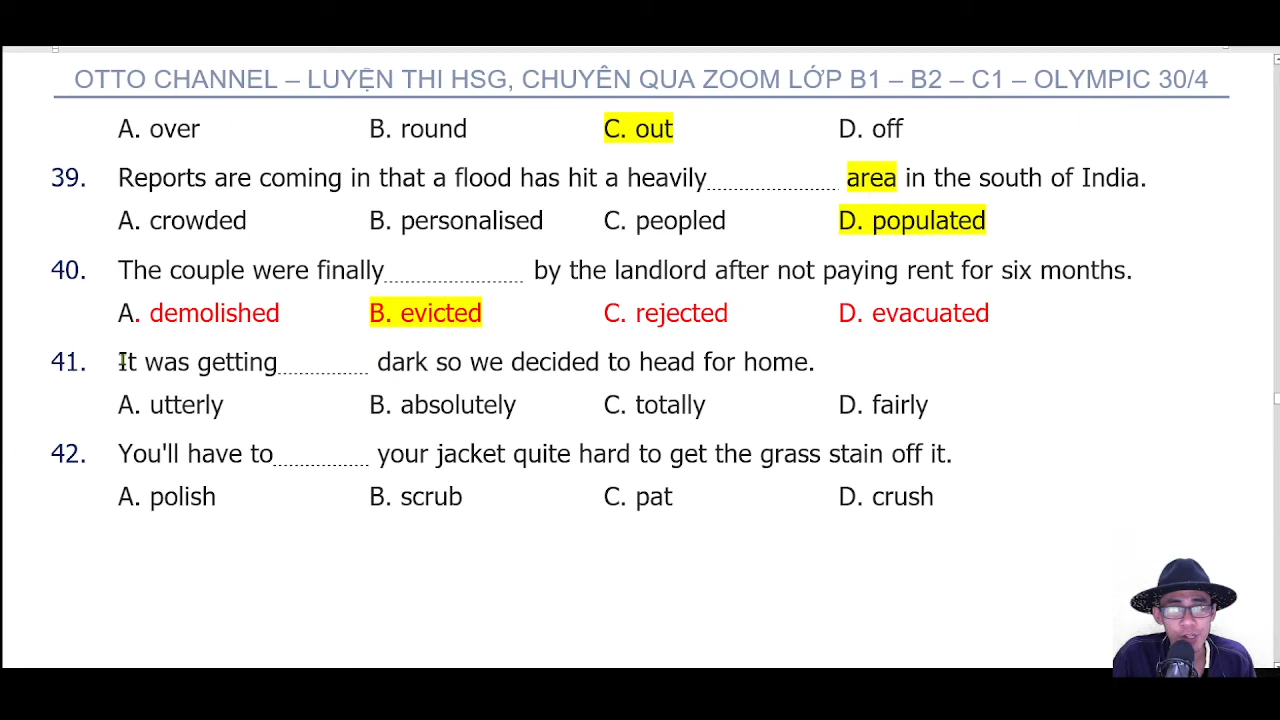 OTTO CHANNEL – LUYỆN THI HSG, CHUYÊN QUA ZOOM LỚP B1 – B2 – C1 – OLYMPIC 30/4
A. over B. round C. out D. off
39. Reports are coming in that a flood has hit a heavily.................... area in the south of India.
A. crowded B. personalised C. peopled D. populated
40. The couple were finally.................... by the landlord after not paying rent for six months.
A. demolished B. evicted C. rejected D. evacuated
41. It was getting.............. dark so we decided to head for home.
A. utterly B. absolutely C. totally D. fairly
42. You'll have to.............. your jacket quite hard to get the grass stain off it.
A. polish B. scrub C. pat D. crush